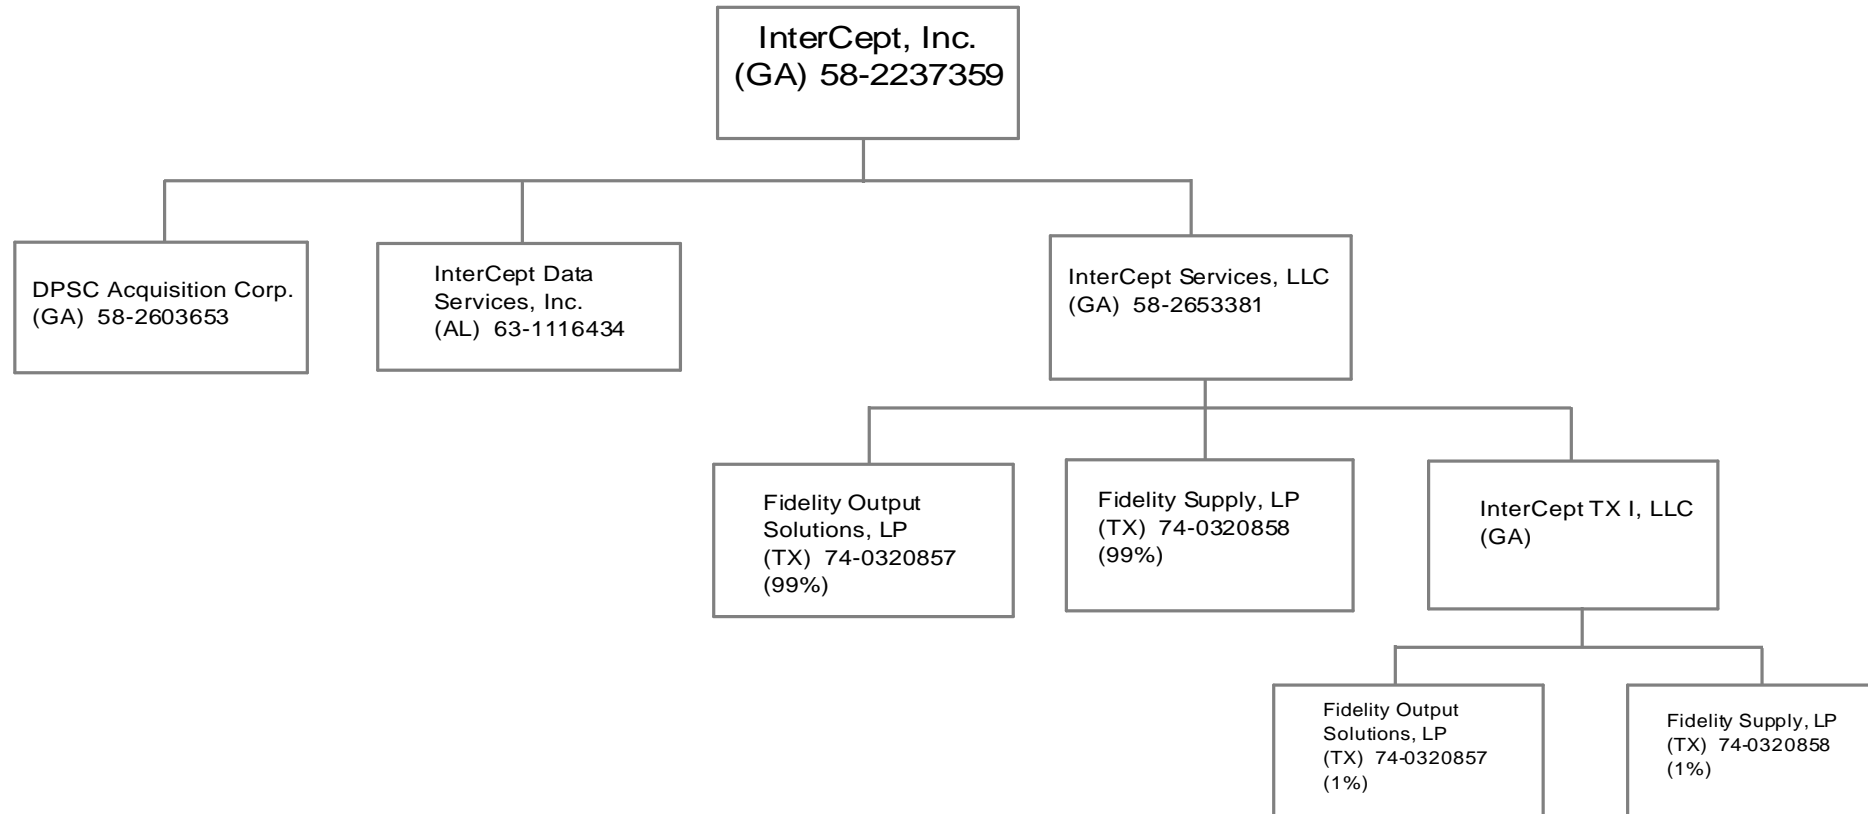 InterCept, Inc.
(GA) 58-2237359
DPSC Acquisition Corp.
(GA) 58-2603653
InterCept Data
Services, Inc.
(AL) 63-1116434
InterCept Services, LLC
(GA) 58-2653381
Fidelity Output
Solutions, LP
(TX) 74-0320857
(99%)
Fidelity Supply, LP
(TX) 74-0320858
(99%)
InterCept TX I, LLC
(GA)
Fidelity Output
Solutions, LP
(TX) 74-0320857
(1%)
Fidelity Supply, LP
(TX) 74-0320858
(1%)